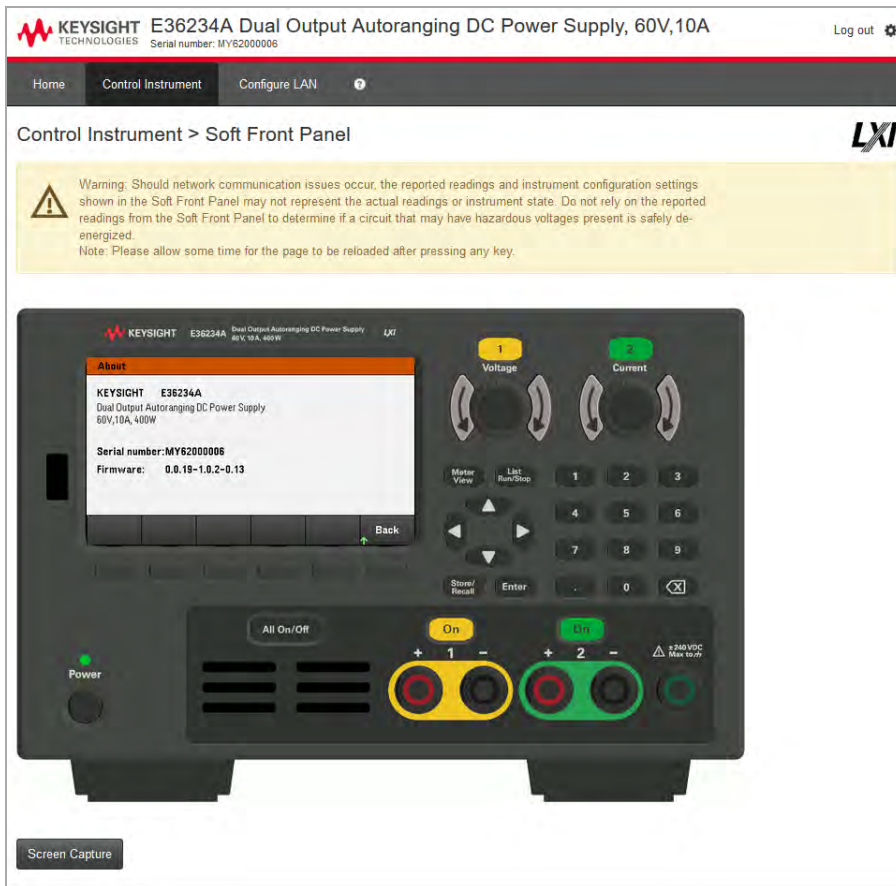 KEYSIGHT
TECHNOLOGIES
E36234A Dual Output Autoranging DC Power Supply, 60V,10A
Serial number: MY62000006
Log out
Home
Control Instrument
Configure LAN
?
Control Instrument > Soft Front Panel
LXI
Warning: Should network communication issues occur, the reported readings and instrument configuration settings
shown in the Soft Front Panel may not represent the actual readings or instrument state. Do not rely on the reported
readings from the Soft Front Panel to determine if a circuit that may have hazardous voltages present is safely de-
energized.
Note: Please allow some time for the page to be reloaded after pressing any key.
KEYSIGHT E36234A
Dual Output Autoranging DC Power Supply
60V, 10A, 400W
LXI
About
KEYSIGHT E36234A
Dual Output Autoranging DC Power Supply
60V,10A, 400W
Serial number:MY62000006
Firmware: 0.0.19-1.0.2-0.13
Back
1
Voltage
2
Current
Meter
View
List
Run/Stop
1 2 3
4 5 6
7 8 9
Store/
Recall
Enter
. 0 X
All On/Off
On
On
+ 1 -
+ 2 -
± 240 VDC
Max to
Power
Screen Capture